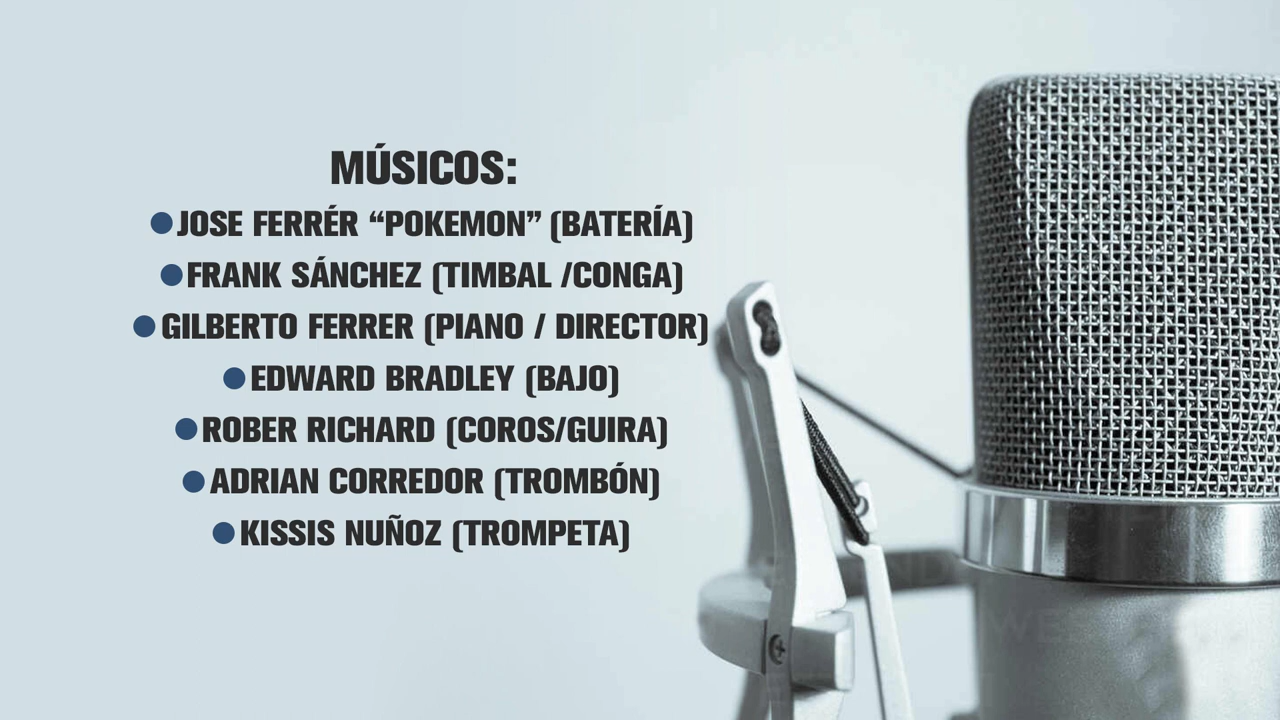 MÚSICOS:
JOSE FERRÉR “POKEMON” (BATERÍA)
FRANK SÁNCHEZ (TIMBAL /CONGA)
GILBERTO FERRER (PIANO / DIRECTOR)
EDWARD BRADLEY (BAJO)
ROBER RICHARD (COROS/GUIRA)
ADRIAN CORREDOR (TROMBÓN)
KISSIS NUÑOZ (TROMPETA)